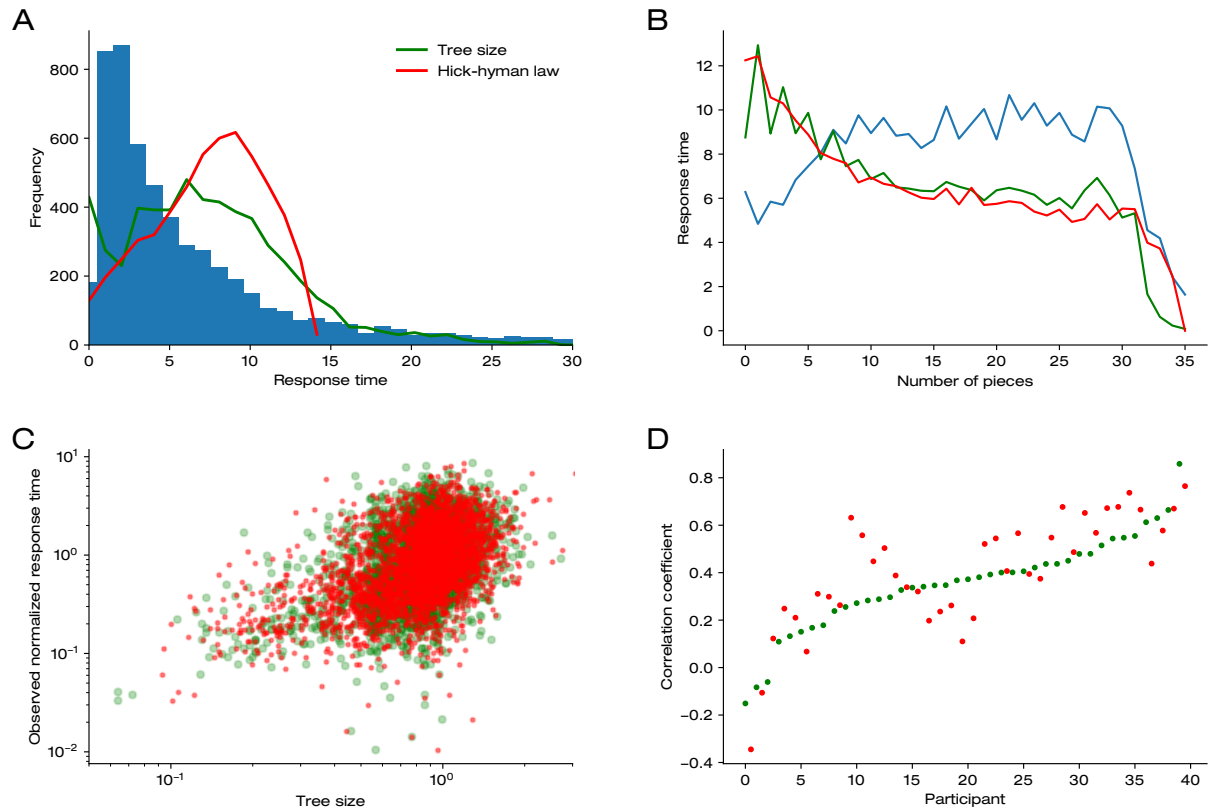 A
Frequency
800
600
400
200
0
0 5 10 15 20 25 30
Response time
Tree size
Hick-hyman law
B
Response time
12
10
8
6
4
2
0
0 5 10 15 20 25 30 35
Number of pieces
C
Observed normalized response time
10¹
10⁰
10⁻¹
10⁻²
10⁻¹ 10⁰
Tree size
D
Correlation coefficient
0.8
0.6
0.4
0.2
0.0
−0.2
−0.4
0 5 10 15 20 25 30 35 40
Participant